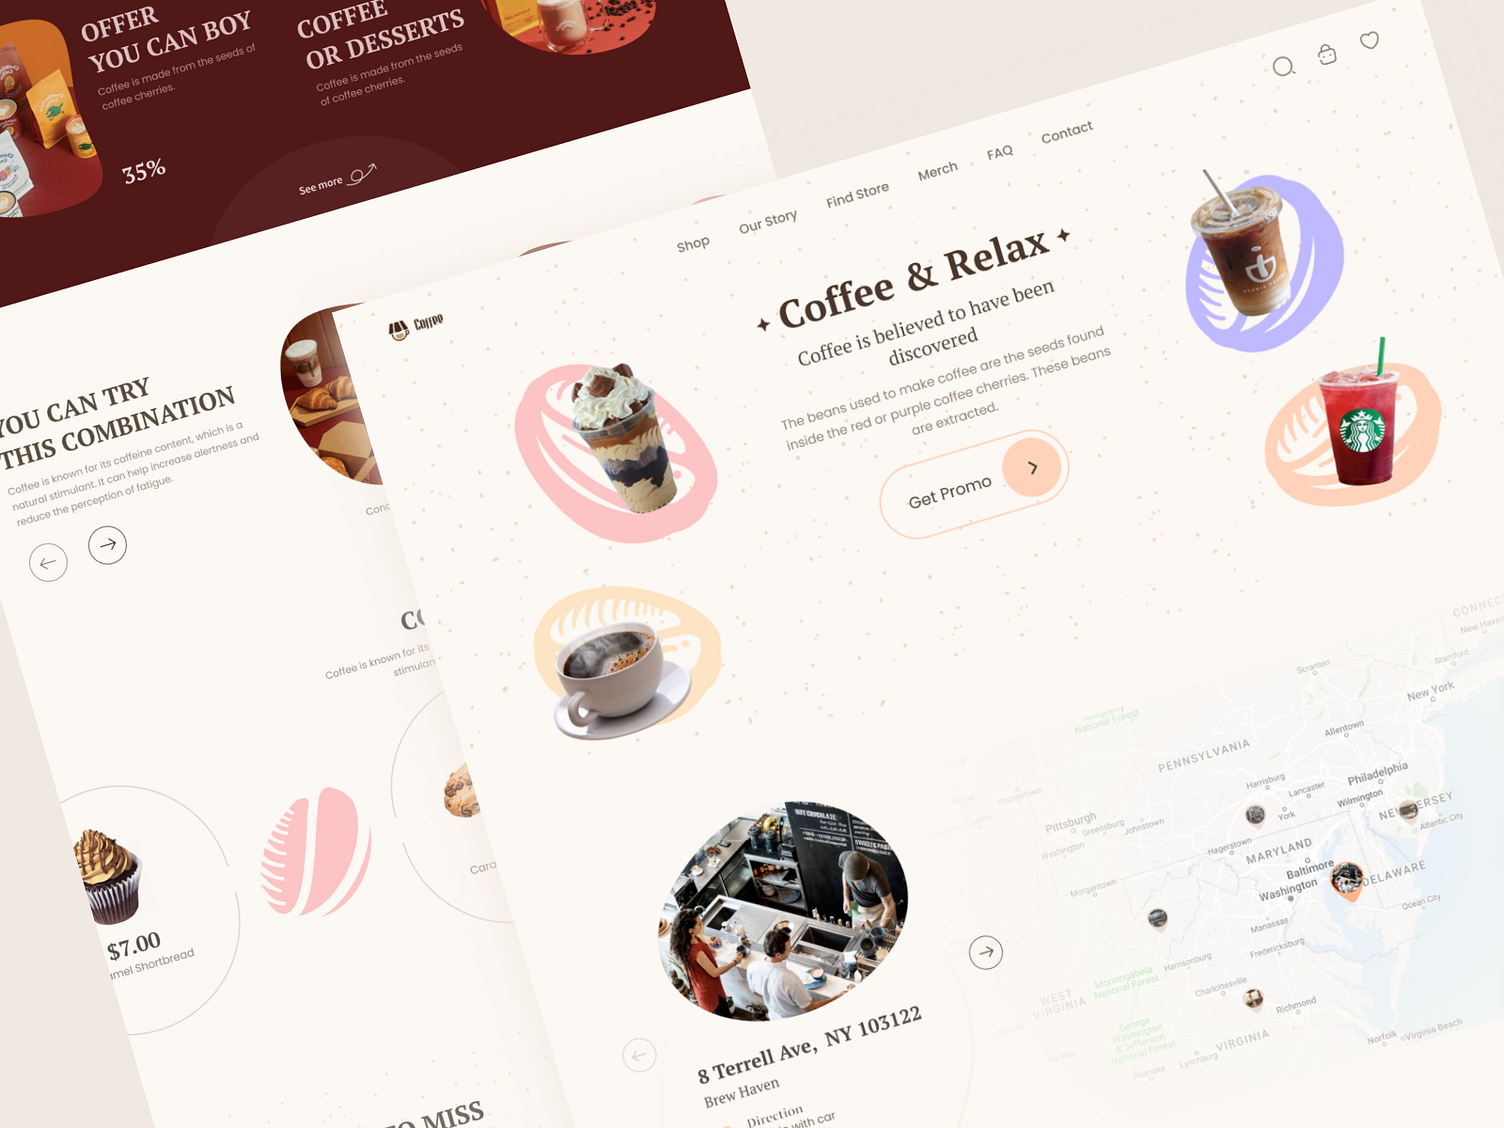 OFFER
YOU CAN BOY
Coffee is made from the seeds of
coffee cherries.
35%
COFFEE
OR DESSERTS
Coffee is made from the seeds
of coffee cherries.
See more
YOU CAN TRY
THIS COMBINATION
Coffee is known for its caffeine content, which is a
natural stimulant. It can help increase alertness and
reduce the perception of fatigue.
Coffee is known for its
$7.00
Shortbread
TO MISS
Coffee
Shop
Our Story
Find Store
Merch
FAQ
Contact
Coffee & Relax
Coffee is believed to have been
discovered
The beans used to make coffee are the seeds found
inside the red or purple coffee cherries. These beans
are extracted.
Get Promo
8 Terrell Ave, NY 103122
Brew Haven
Direction
with car
HOT CHOCOLATE
National Forest
Scranton
New Haven
Stamford
New York
Allentown
PENNSYLVANIA
Harrisburg
Lancaster
Philadelphia
Youngstown
Pittsburgh
Greensburg
Johnstown
York
Wilmington
NEW JERSEY
Atlantic City
Washington
Hagerstown
MARYLAND
Baltimore
Washington
DELAWARE
Morgantown
Ocean City
Manassas
Fredericksburg
Harrisonburg
Monongahela
National Forest
WEST
VIRGINIA
Charlottesville
Richmond
George
Washington
& Jefferson
National Forest
VIRGINIA
Lynchburg
Roanoke
Norfolk
Virginia Beach